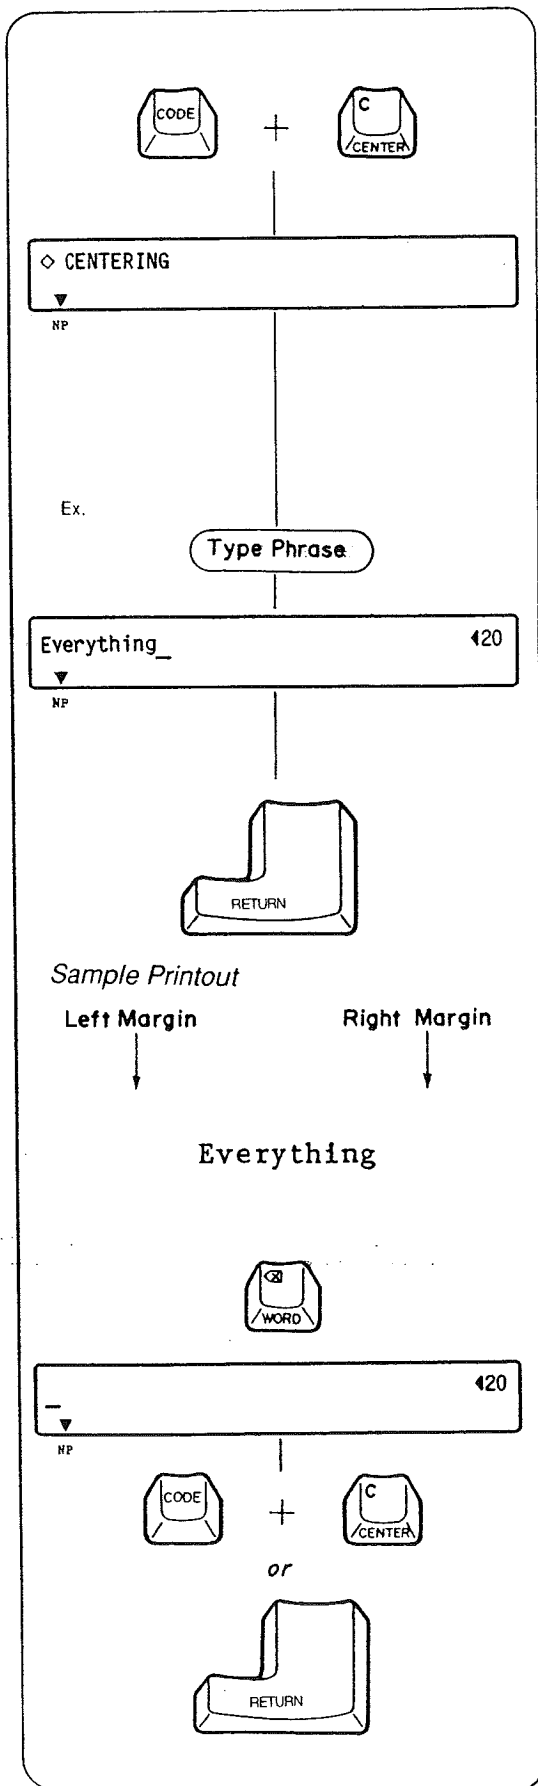 CODE + C
CENTER
◇ CENTERING
▼
NP
Ex.
Type Phrase
Everything_ ◀20
▼
NP
RETURN
Sample Printout
Left Margin Right Margin
Everything
⌫
WORD
_ ◀20
▼
NP
CODE + C
CENTER
or
RETURN